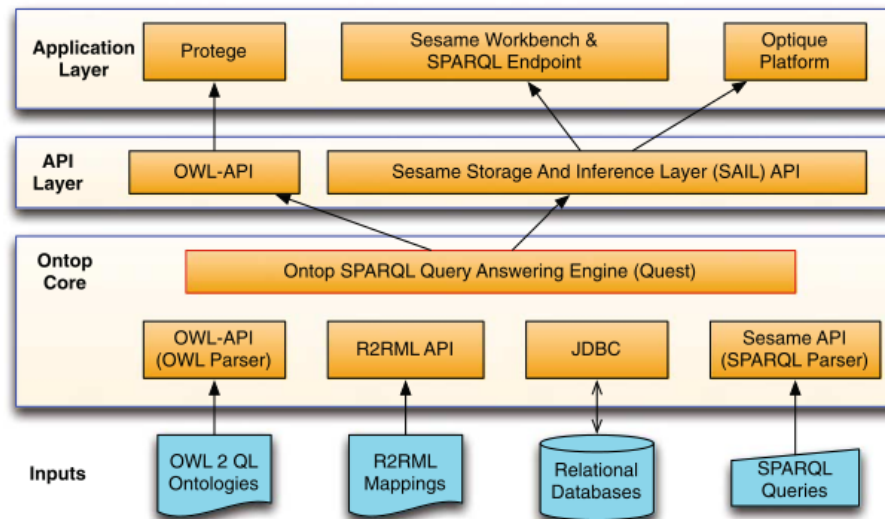 Application
Layer
Protege
Sesame Workbench &
SPARQL Endpoint
Optique
Platform
API
Layer
OWL-API
Sesame Storage And Inference Layer (SAIL) API
Ontop
Core
Ontop SPARQL Query Answering Engine (Quest)
OWL-API
(OWL Parser)
R2RML API
JDBC
Sesame API
(SPARQL Parser)
Inputs
OWL 2 QL
Ontologies
R2RML
Mappings
Relational
Databases
SPARQL
Queries